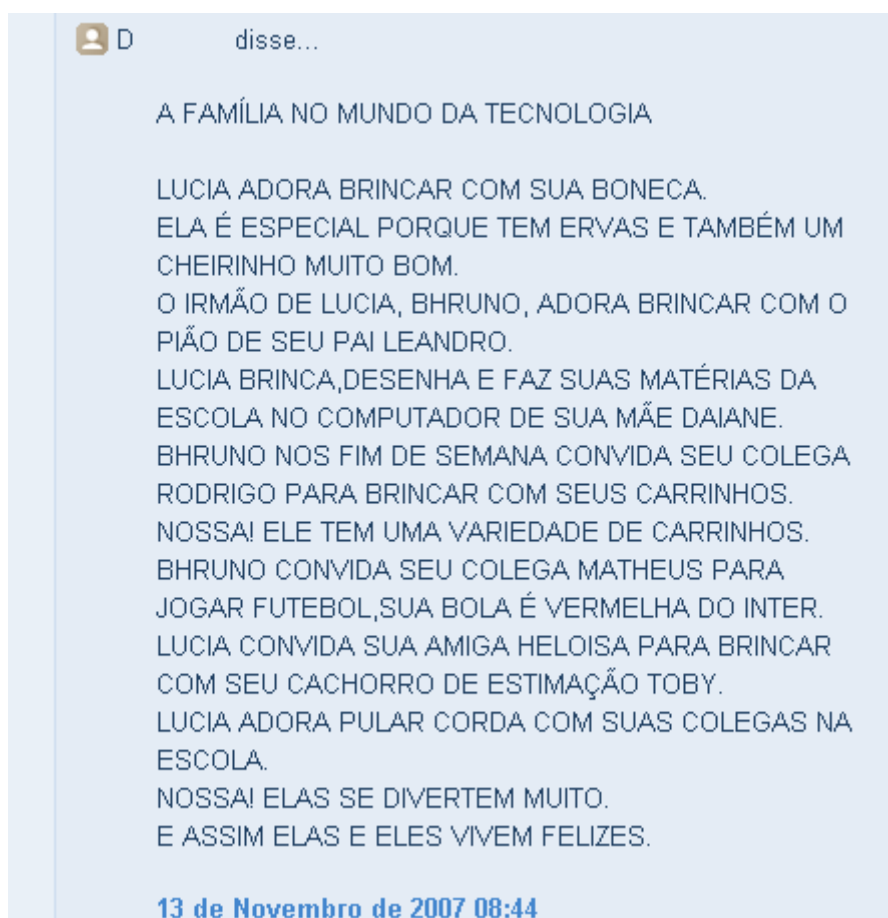 D disse...
A FAMÍLIA NO MUNDO DA TECNOLOGIA
LUCIA ADORA BRINCAR COM SUA BONECA.
ELA É ESPECIAL PORQUE TEM ERVAS E TAMBÉM UM
CHEIRINHO MUITO BOM.
O IRMÃO DE LUCIA, BHRUNO, ADORA BRINCAR COM O
PIÃO DE SEU PAI LEANDRO.
LUCIA BRINCA,DESENHA E FAZ SUAS MATÉRIAS DA
ESCOLA NO COMPUTADOR DE SUA MÃE DAIANE.
BHRUNO NOS FIM DE SEMANA CONVIDA SEU COLEGA
RODRIGO PARA BRINCAR COM SEUS CARRINHOS.
NOSSA! ELE TEM UMA VARIEDADE DE CARRINHOS.
BHRUNO CONVIDA SEU COLEGA MATHEUS PARA
JOGAR FUTEBOL,SUA BOLA É VERMELHA DO INTER.
LUCIA CONVIDA SUA AMIGA HELOISA PARA BRINCAR
COM SEU CACHORRO DE ESTIMAÇÃO TOBY.
LUCIA ADORA PULAR CORDA COM SUAS COLEGAS NA
ESCOLA.
NOSSA! ELAS SE DIVERTEM MUITO.
E ASSIM ELAS E ELES VIVEM FELIZES.
13 de Novembro de 2007 08:44